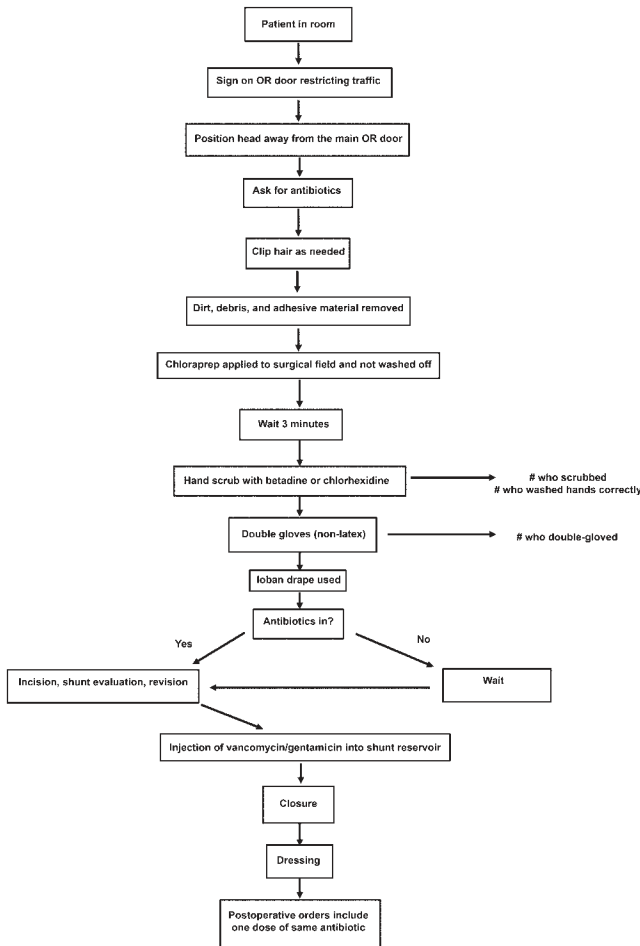 Patient in room
Sign on OR door restricting traffic
Position head away from the main OR door
Ask for antibiotics
Clip hair as needed
Dirt, debris, and adhesive material removed
Chloraprep applied to surgical field and not washed off
Wait 3 minutes
Hand scrub with betadine or chlorhexidine
# who scrubbed
# who washed hands correctly
Double gloves (non-latex)
# who double-gloved
Ioban drape used
Antibiotics in?
Yes
No
Incision, shunt evaluation, revision
Wait
Injection of vancomycin/gentamicin into shunt reservoir
Closure
Dressing
Postoperative orders include
one dose of same antibiotic